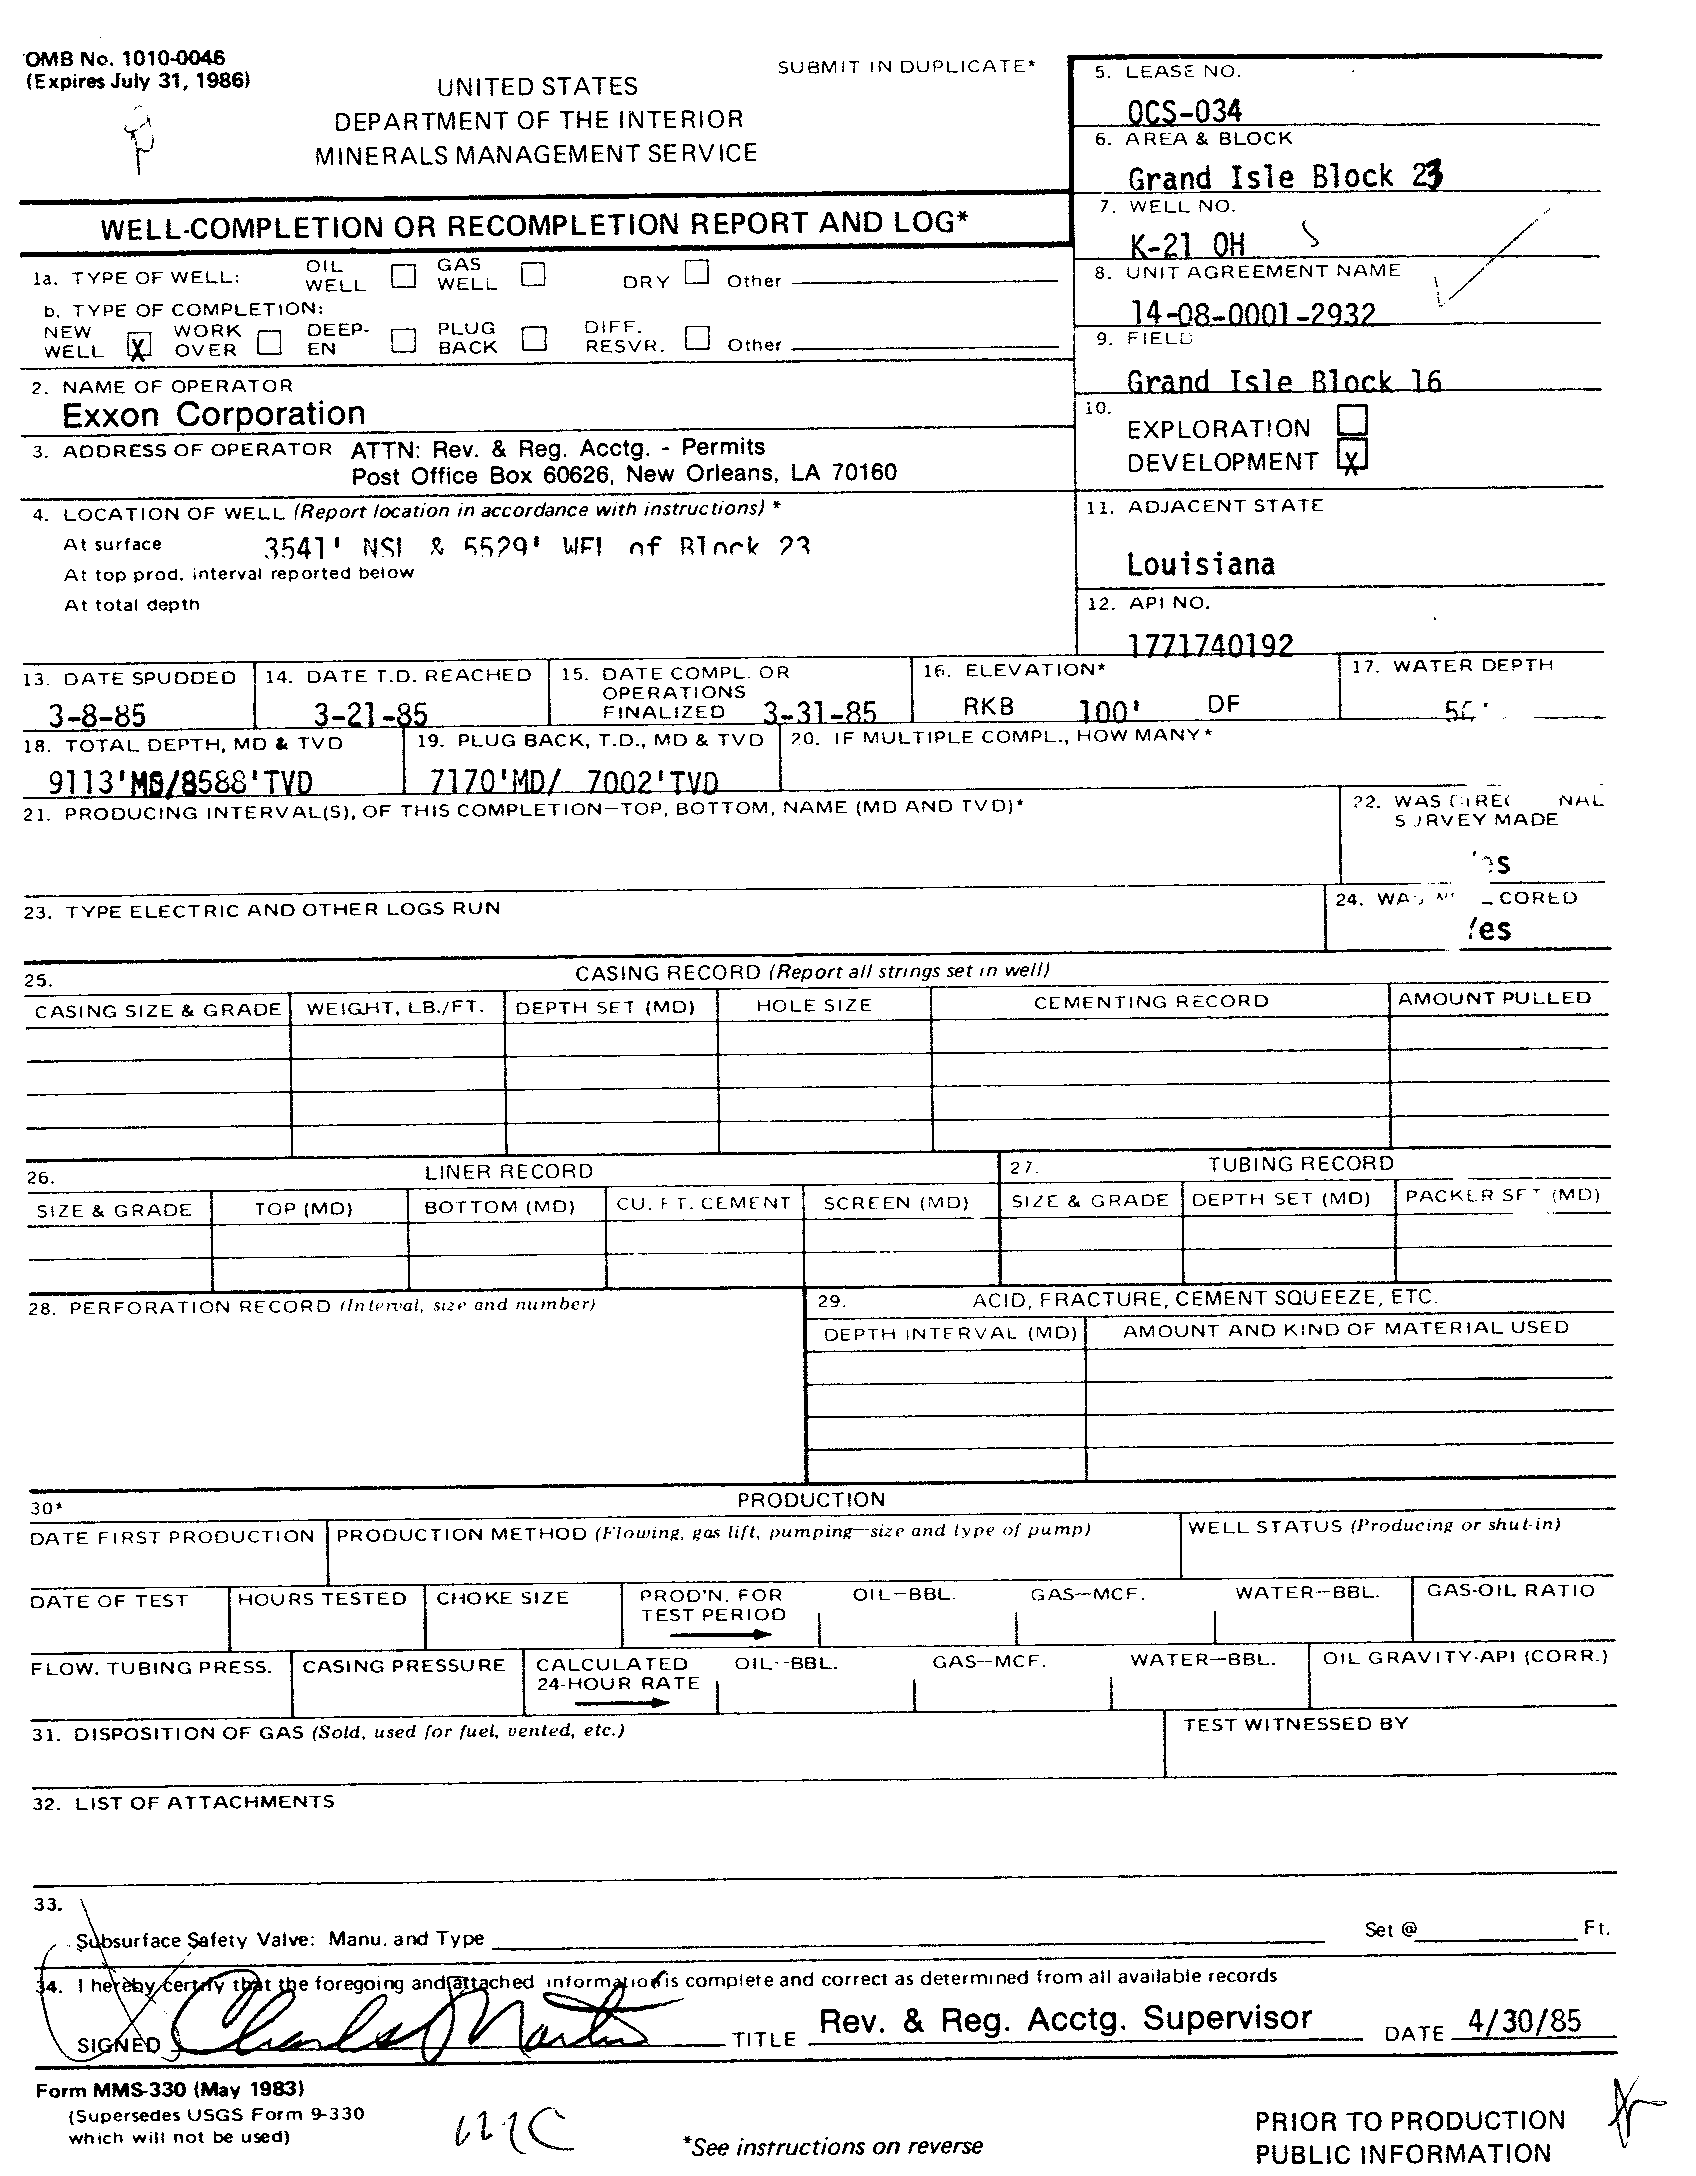 OMB No. 1010-0046
(Expires July 31, 1986)
UNITED STATES
DEPARTMENT OF THE INTERIOR
MINERALS MANAGEMENT SERVICE
SUBMIT IN DUPLICATE*
WELL-COMPLETION OR RECOMPLETION REPORT AND LOG*
5. LEASE NO.
OCS-034
6. AREA & BLOCK
Grand Isle Block 23
7. WELL NO.
K-21 OH
8. UNIT AGREEMENT NAME
14-08-0001-2932
9. FIELD
Grand Isle Block 16
10.
EXPLORATION
DEVELOPMENT X
11. ADJACENT STATE
Louisiana
12. API NO.
1771740192
1a. TYPE OF WELL: OIL WELL GAS WELL DRY Other
b. TYPE OF COMPLETION:
NEW WELL X WORK OVER DEEP-EN PLUG BACK DIFF. RESVR. Other
2. NAME OF OPERATOR
Exxon Corporation
3. ADDRESS OF OPERATOR ATTN: Rev. & Reg. Acctg. - Permits
Post Office Box 60626, New Orleans, LA 70160
4. LOCATION OF WELL (Report location in accordance with instructions) *
At surface 3541' NSL & 5529' WEL of Block 23
At top prod. interval reported below
At total depth
13. DATE SPUDDED
3-8-85
14. DATE T.D. REACHED
3-21-85
15. DATE COMPL. OR
OPERATIONS
FINALIZED 3-31-85
16. ELEVATION*
RKB 100' DF
17. WATER DEPTH
18. TOTAL DEPTH, MD & TVD
9113'MD/8588'TVD
19. PLUG BACK, T.D., MD & TVD
7170'MD/ 7002'TVD
20. IF MULTIPLE COMPL., HOW MANY*
21. PRODUCING INTERVAL(S), OF THIS COMPLETION—TOP, BOTTOM, NAME (MD AND TVD)*
22. WAS
SURVEY MADE
23. TYPE ELECTRIC AND OTHER LOGS RUN
24. CORED
Yes
25. CASING RECORD (Report all strings set in well)
CASING SIZE & GRADE WEIGHT, LB./FT. DEPTH SET (MD) HOLE SIZE CEMENTING RECORD AMOUNT PULLED
26. LINER RECORD
SIZE & GRADE TOP (MD) BOTTOM (MD) CU. FT. CEMENT SCREEN (MD)
27. TUBING RECORD
SIZE & GRADE DEPTH SET (MD) PACKER SET (MD)
28. PERFORATION RECORD (Interval, size and number)
29. ACID, FRACTURE, CEMENT SQUEEZE, ETC.
DEPTH INTERVAL (MD) AMOUNT AND KIND OF MATERIAL USED
30* PRODUCTION
DATE FIRST PRODUCTION PRODUCTION METHOD (Flowing, gas lift, pumping—size and type of pump) WELL STATUS (Producing or shut-in)
DATE OF TEST HOURS TESTED CHOKE SIZE PROD'N. FOR TEST PERIOD OIL—BBL. GAS—MCF. WATER—BBL. GAS-OIL RATIO
FLOW. TUBING PRESS. CASING PRESSURE CALCULATED 24-HOUR RATE OIL--BBL. GAS—MCF. WATER—BBL. OIL GRAVITY-API (CORR.)
31. DISPOSITION OF GAS (Sold, used for fuel, vented, etc.) TEST WITNESSED BY
32. LIST OF ATTACHMENTS
33.
Subsurface Safety Valve: Manu. and Type Set @ Ft.
34. I hereby certify that the foregoing and attached information is complete and correct as determined from all available records
SIGNED Charles Martin TITLE Rev. & Reg. Acctg. Supervisor DATE 4/30/85
Form MMS-330 (May 1983)
(Supersedes USGS Form 9-330
which will not be used)
*See instructions on reverse
PRIOR TO PRODUCTION
PUBLIC INFORMATION